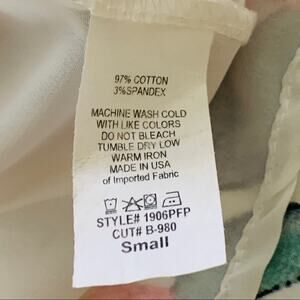 97% COTTON
3%SPANDEX
MACHINE WASH COLD
WITH LIKE COLORS
DO NOT BLEACH
TUMBLE DRY LOW
WARM IRON
MADE IN USA
of Imported Fabric
STYLE# 1906PFP
CUT# B-980
Small